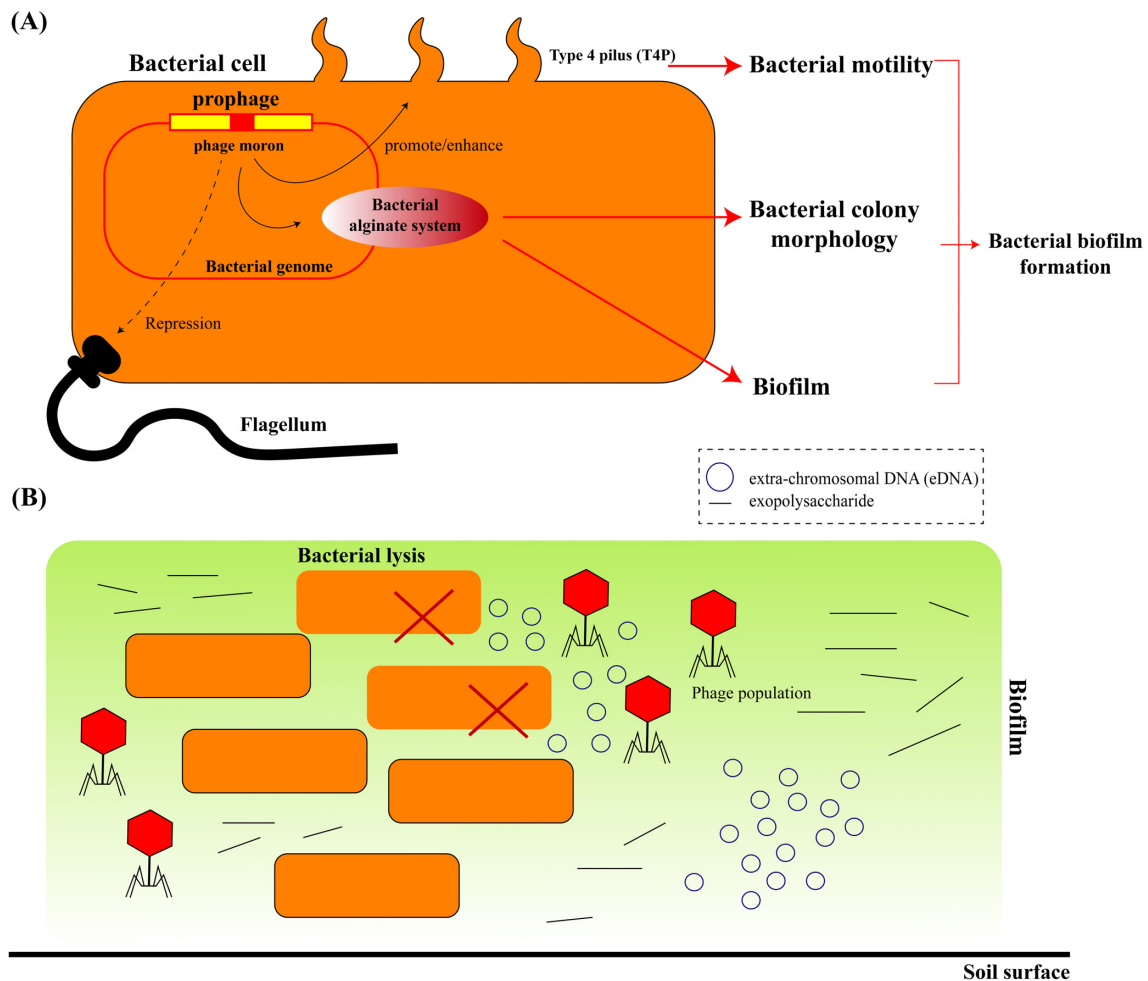 (A)
Bacterial cell
Type 4 pilus (T4P)
Bacterial motility
prophage
phage moron
promote/enhance
Bacterial
alginate system
Bacterial colony
morphology
Bacterial biofilm
formation
Bacterial genome
Repression
Biofilm
Flagellum
extra-chromosomal DNA (eDNA)
exopolysaccharide
(B)
Bacterial lysis
Phage population
Biofilm
Soil surface